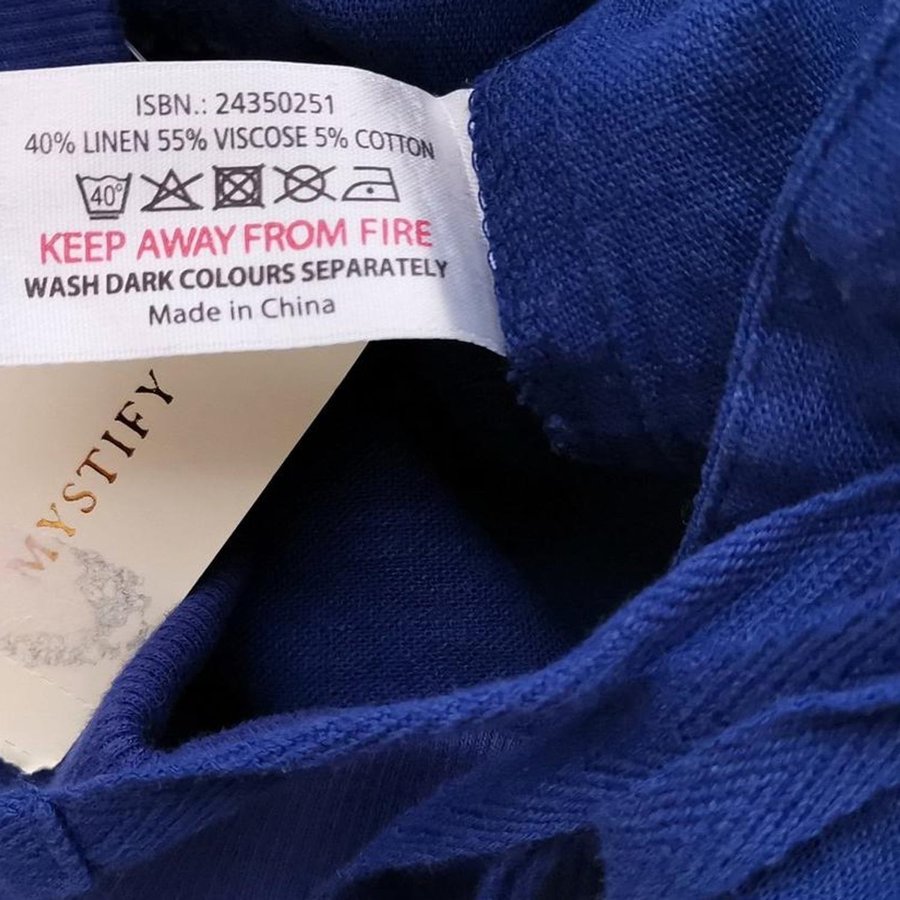 ISBN.: 24350251
40% LINEN 55% VISCOSE 5% COTTON
40°
KEEP AWAY FROM FIRE
WASH DARK COLOURS SEPARATELY
Made in China
MYSTIFY